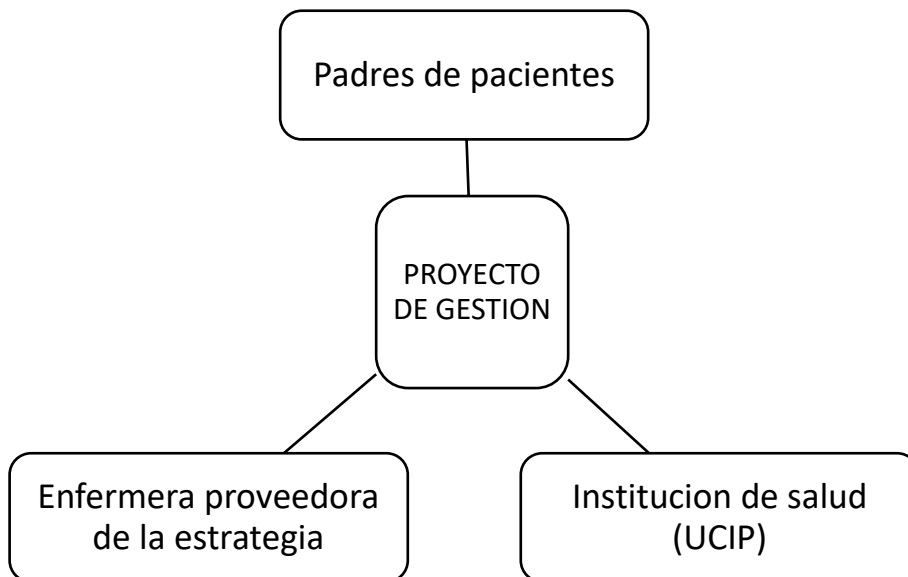 Padres de pacientes
PROYECTO
DE GESTION
Enfermera proveedora
de la estrategia
Institucion de salud
(UCIP)